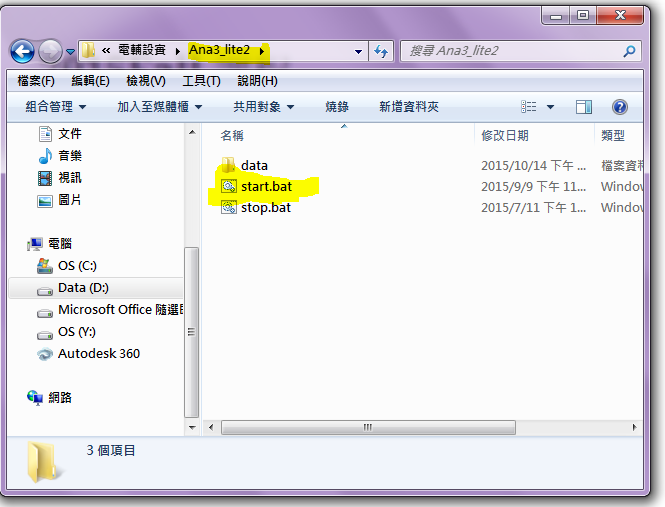 « 電輔設實 ▸ Ana3_lite2 ▸
搜尋 Ana3_lite2
檔案(F) 編輯(E) 檢視(V) 工具(T) 說明(H)
組合管理 加入至媒體櫃 共用對象 燒錄 新增資料夾
文件
音樂
視訊
圖片
電腦
OS (C:)
Data (D:)
Microsoft Office 隨選
OS (Y:)
Autodesk 360
網路
名稱 修改日期 類型
data 2015/10/14 下午 ... 檔案資料
start.bat 2015/9/9 下午 11... Window
stop.bat 2015/7/11 下午 1... Window
3 個項目